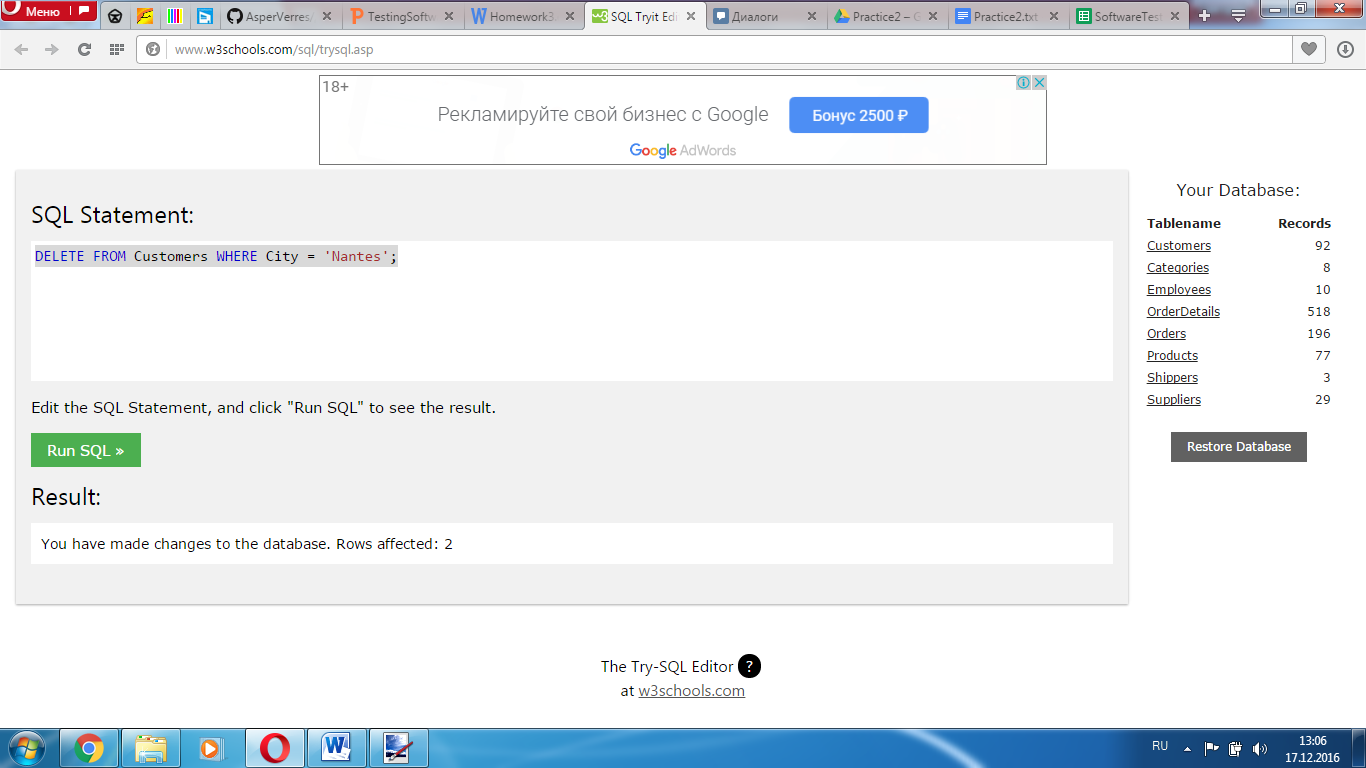 Меню
AsperVerres/
TestingSoftw
Homework3
SQL Tryit Edi
Диалоги
Practice2 – G
Practice2.txt
SoftwareTest
www.w3schools.com/sql/trysql.asp
18+
Рекламируйте свой бизнес с Google
Бонус 2500 ₽
Google AdWords
SQL Statement:
DELETE FROM Customers WHERE City = 'Nantes';
Edit the SQL Statement, and click "Run SQL" to see the result.
Run SQL »
Result:
You have made changes to the database. Rows affected: 2
Your Database:
Tablename Records
Customers 92
Categories 8
Employees 10
OrderDetails 518
Orders 196
Products 77
Shippers 3
Suppliers 29
Restore Database
The Try-SQL Editor ?
at w3schools.com
RU
13:06
17.12.2016